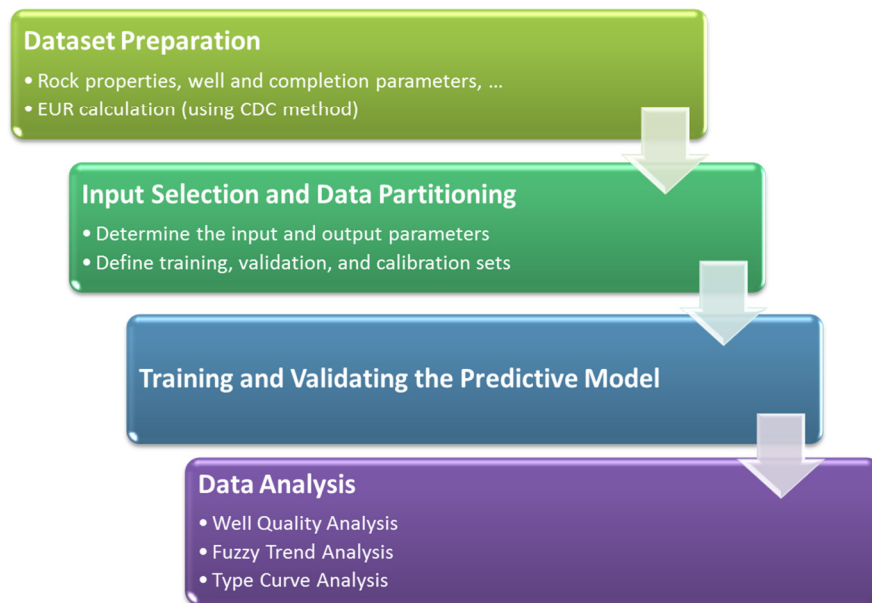 Dataset Preparation
• Rock properties, well and completion parameters, ...
• EUR calculation (using CDC method)
Input Selection and Data Partitioning
• Determine the input and output parameters
• Define training, validation, and calibration sets
Training and Validating the Predictive Model
Data Analysis
• Well Quality Analysis
• Fuzzy Trend Analysis
• Type Curve Analysis